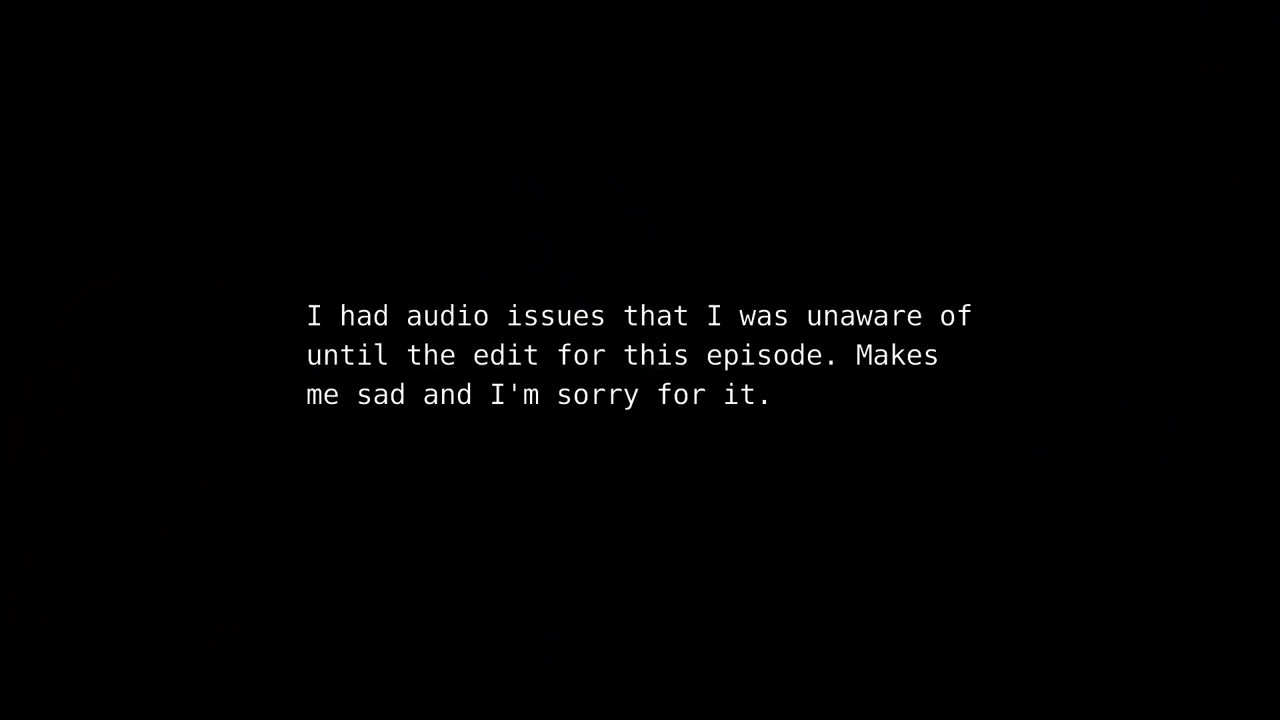 I had audio issues that I was unaware of
until the edit for this episode. Makes
me sad and I'm sorry for it.